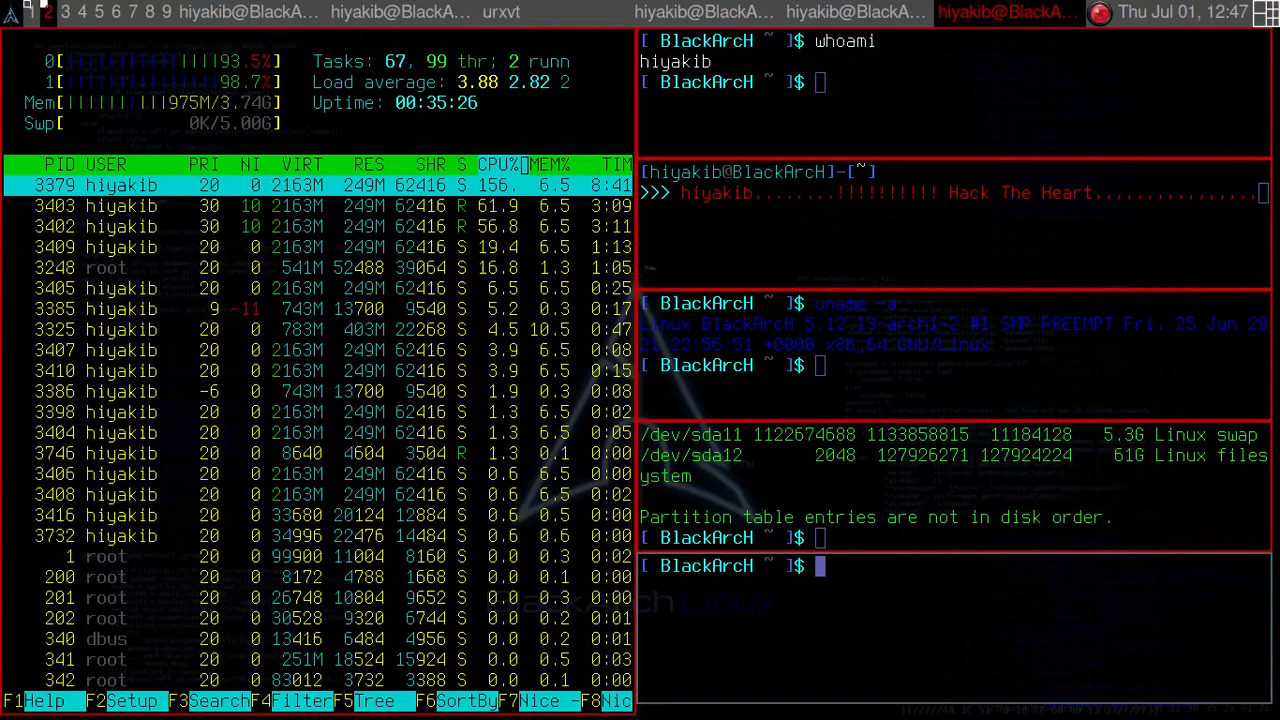 2 3 4 5 6 7 8 9 hiyakib@BlackA... hiyakib@BlackA... urxvt hiyakib@BlackA... hiyakib@BlackA... hiyakib@BlackA... Thu Jul 01, 12:47
0[||||93.5%] Tasks: 67, 99 thr; 2 runn
1[||||98.7%] Load average: 3.88 2.82 2
Mem[||||||||||975M/3.74G] Uptime: 00:35:26
Swp[ 0K/5.00G]
PID USER PRI NI VIRT RES SHR S CPU% MEM% TIM
3379 hiyakib 20 0 2163M 249M 62416 S 156. 6.5 8:41
3403 hiyakib 30 10 2163M 249M 62416 R 61.9 6.5 3:09
3402 hiyakib 30 10 2163M 249M 62416 R 56.8 6.5 3:11
3409 hiyakib 20 0 2163M 249M 62416 S 19.4 6.5 1:13
3248 root 20 0 541M 52488 39064 S 16.8 1.3 1:05
3405 hiyakib 20 0 2163M 249M 62416 S 6.5 6.5 0:25
3385 hiyakib 9 -11 743M 13700 9540 S 5.2 0.3 0:17
3325 hiyakib 20 0 783M 403M 22268 S 4.5 10.5 0:47
3407 hiyakib 20 0 2163M 249M 62416 S 3.9 6.5 0:08
3410 hiyakib 20 0 2163M 249M 62416 S 3.9 6.5 0:15
3386 hiyakib -6 0 743M 13700 9540 S 1.9 0.3 0:08
3398 hiyakib 20 0 2163M 249M 62416 S 1.3 6.5 0:06
3404 hiyakib 20 0 2163M 249M 62416 S 1.3 6.5 0:05
3746 hiyakib 20 0 8640 4604 3504 R 1.3 0.1 0:00
3406 hiyakib 20 0 2163M 249M 62416 S 0.6 6.5 0:00
3408 hiyakib 20 0 2163M 249M 62416 S 0.6 6.5 0:00
3416 hiyakib 20 0 33680 20124 12884 S 0.6 0.5 0:00
3732 hiyakib 20 0 34996 22476 14484 S 0.6 0.6 0:00
1 root 20 0 99900 11004 8160 S 0.0 0.3 0:02
200 root 20 0 8172 4788 1668 S 0.0 0.1 0:00
201 root 20 0 26748 10804 9652 S 0.0 0.3 0:00
202 root 20 0 30528 9320 6744 S 0.0 0.2 0:01
340 dbus 20 0 13416 6484 4956 S 0.0 0.2 0:00
341 root 20 0 251M 18524 15924 S 0.0 0.5 0:03
342 root 20 0 83012 3732 3388 S 0.0 0.1 0:00
F1Help F2Setup F3SearchF4FilterF5Tree F6SortByF7Nice -F8Nic
[ BlackArcH ~ ]$ whoami
hiyakib
[ BlackArcH ~ ]$
[hiyakib@BlackArcH]-[~]
>>> hiyakib........!!!!!!!!!! Hack The Heart,,,,,,,,,,,,,,,,
[ BlackArcH ~ ]$ uname -a
Linux BlackArcH 5.12.13-arch1-2 #1 SMP PREEMPT Fri, 25 Jun 20
21 22:56:51 +0000 x86_64 GNU/Linux
[ BlackArcH ~ ]$
/dev/sda11 1122674688 1133858815 11184128 5.3G Linux swap
/dev/sda12 2048 127926271 127924224 61G Linux files
ystem
Partition table entries are not in disk order.
[ BlackArcH ~ ]$
[ BlackArcH ~ ]$
BlackArch Linux